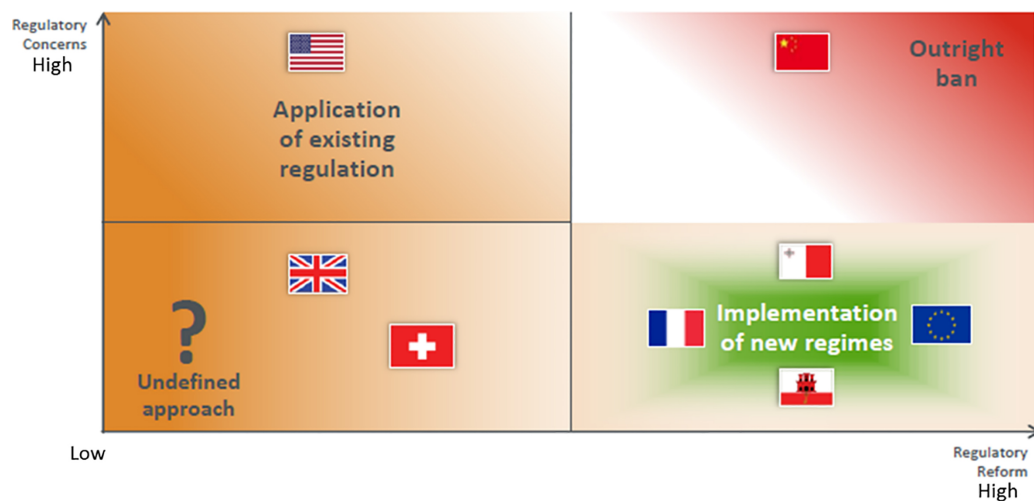 Regulatory
Concerns
High
Outright
ban
Application
of existing
regulation
Implementation
of new regimes
?
Undefined
approach
Low
Regulatory
Reform
High